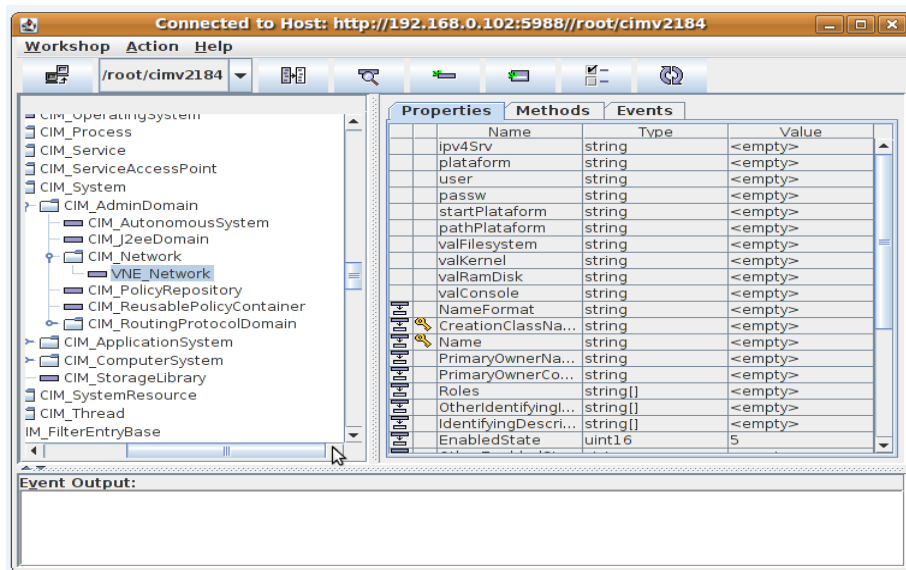 Connected to Host: http://192.168.0.102:5988//root/cimv2184
Workshop Action Help
/root/cimv2184
CIM_OperatingSystem
CIM_Process
CIM_Service
CIM_ServiceAccessPoint
CIM_System
CIM_AdminDomain
CIM_AutonomousSystem
CIM_J2eeDomain
CIM_Network
VNE_Network
CIM_PolicyRepository
CIM_ReusablePolicyContainer
CIM_RoutingProtocolDomain
CIM_ApplicationSystem
CIM_ComputerSystem
CIM_StorageLibrary
CIM_SystemResource
CIM_Thread
IM_FilterEntryBase
Properties Methods Events
Name Type Value
ipv4Srv string <empty>
plataform string <empty>
user string <empty>
passw string <empty>
startPlataform string <empty>
pathPlataform string <empty>
valFilesystem string <empty>
valKernel string <empty>
valRamDisk string <empty>
valConsole string <empty>
NameFormat string <empty>
CreationClassNa... string <empty>
Name string <empty>
PrimaryOwnerNa... string <empty>
PrimaryOwnerCo... string <empty>
Roles string[] <empty>
OtherIdentifyingI... string[] <empty>
IdentifyingDescri... string[] <empty>
EnabledState uint16 5
Event Output: